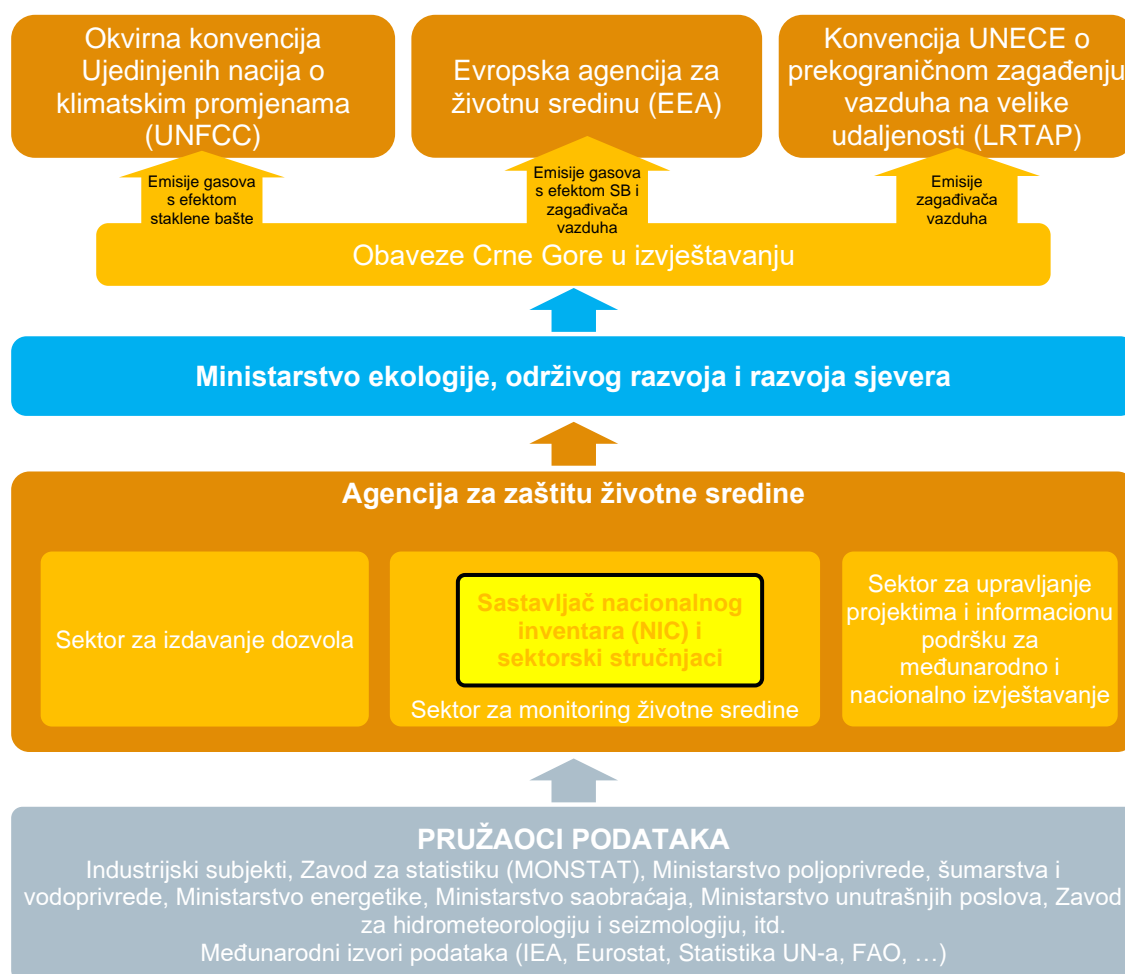 Okvirna konvencija
Ujedinjenih nacija o
klimatskim promjenama
(UNFCC)
Evropska agencija za
životnu sredinu (EEA)
Konvencija UNECE o
prekograničnom zagađenju
vazduha na velike
udaljenosti (LRTAP)
Emisije gasova
s efektom
staklene bašte
Emisije gasova
s efektom SB i
zagađivača
vazduha
Emisije
zagađivača
vazduha
Obaveze Crne Gore u izvještavanju
Ministarstvo ekologije, održivog razvoja i razvoja sjevera
Agencija za zaštitu životne sredine
Sektor za izdavanje dozvola
Sastavljač nacionalnog
inventara (NIC) i
sektorski stručnjaci
Sektor za monitoring životne sredine
Sektor za upravljanje
projektima i informacionu
podršku za
međunarodno i
nacionalno izvještavanje
PRUŽAOCI PODATAKA
Industrijski subjekti, Zavod za statistiku (MONSTAT), Ministarstvo poljoprivrede, šumarstva i
vodoprivrede, Ministarstvo energetike, Ministarstvo saobraćaja, Ministarstvo unutrašnjih poslova, Zavod
za hidrometeorologiju i seizmologiju, itd.
Međunarodni izvori podataka (IEA, Eurostat, Statistika UN-a, FAO, …)